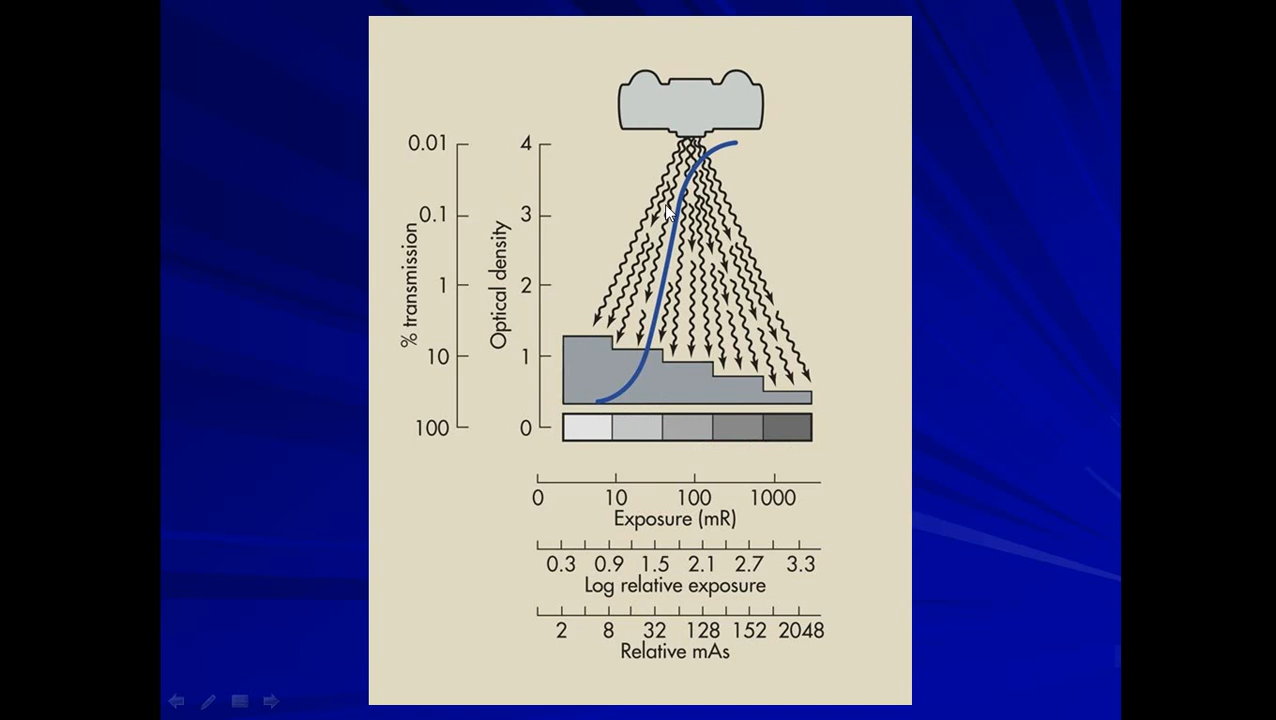 0.01
0.1
1
10
100
% transmission
4
3
2
1
0
Optical density
0 10 100 1000
Exposure (mR)
0.3 0.9 1.5 2.1 2.7 3.3
Log relative exposure
2 8 32 128 152 2048
Relative mAs